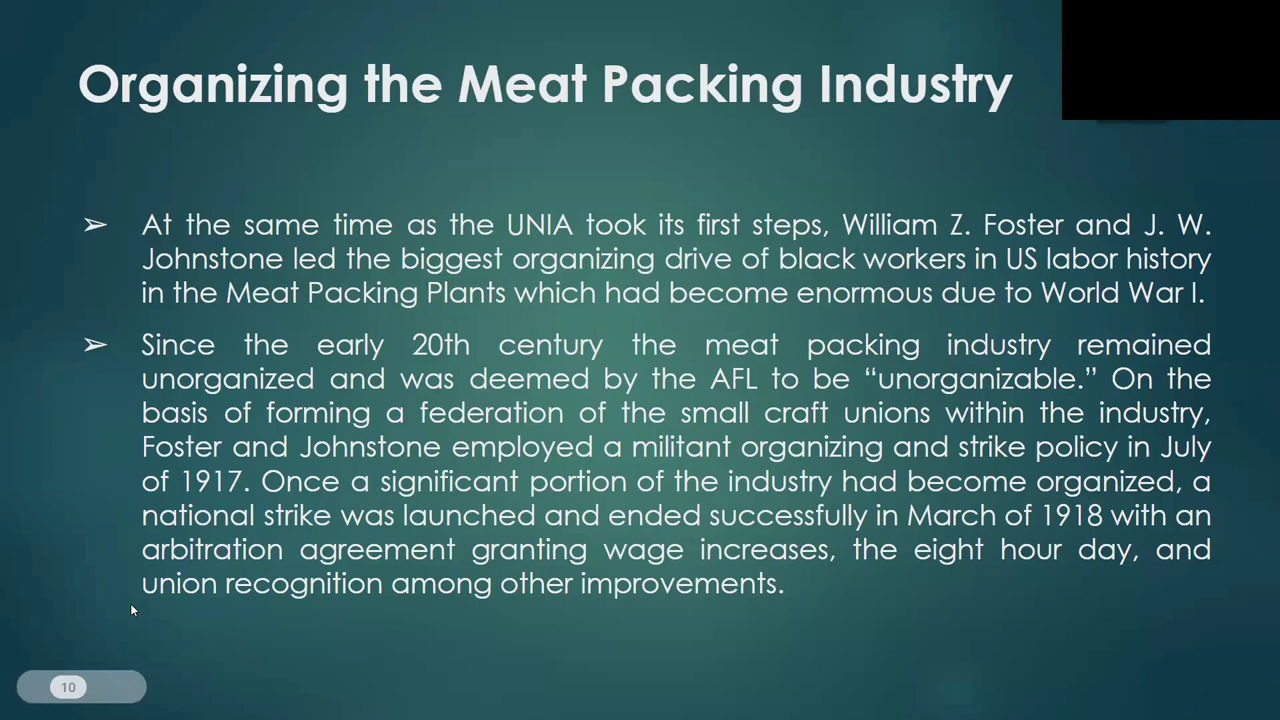 Organizing the Meat Packing Industry
➢ At the same time as the UNIA took its first steps, William Z. Foster and J. W.
Johnstone led the biggest organizing drive of black workers in US labor history
in the Meat Packing Plants which had become enormous due to World War I.
➢ Since the early 20th century the meat packing industry remained
unorganized and was deemed by the AFL to be “unorganizable.” On the
basis of forming a federation of the small craft unions within the industry,
Foster and Johnstone employed a militant organizing and strike policy in July
of 1917. Once a significant portion of the industry had become organized, a
national strike was launched and ended successfully in March of 1918 with an
arbitration agreement granting wage increases, the eight hour day, and
union recognition among other improvements.
10